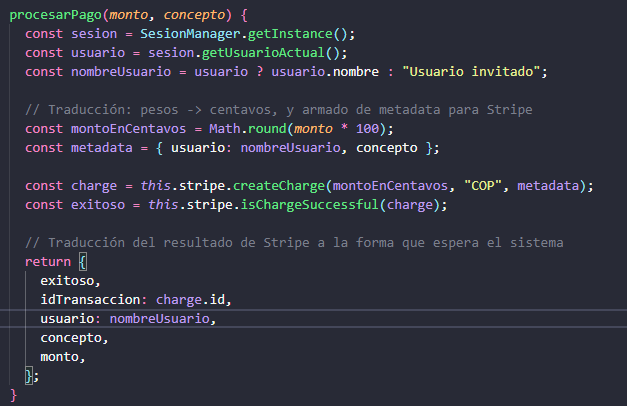 procesarPago(monto, concepto) {
const sesion = SesionManager.getInstance();
const usuario = sesion.getUsuarioActual();
const nombreUsuario = usuario ? usuario.nombre : "Usuario invitado";
// Traducción: pesos -> centavos, y armado de metadata para Stripe
const montoEnCentavos = Math.round(monto * 100);
const metadata = { usuario: nombreUsuario, concepto };
const charge = this.stripe.createCharge(montoEnCentavos, "COP", metadata);
const exitoso = this.stripe.isChargeSuccessful(charge);
// Traducción del resultado de Stripe a la forma que espera el sistema
return {
exitoso,
idTransaccion: charge.id,
usuario: nombreUsuario,
concepto,
monto,
};
}